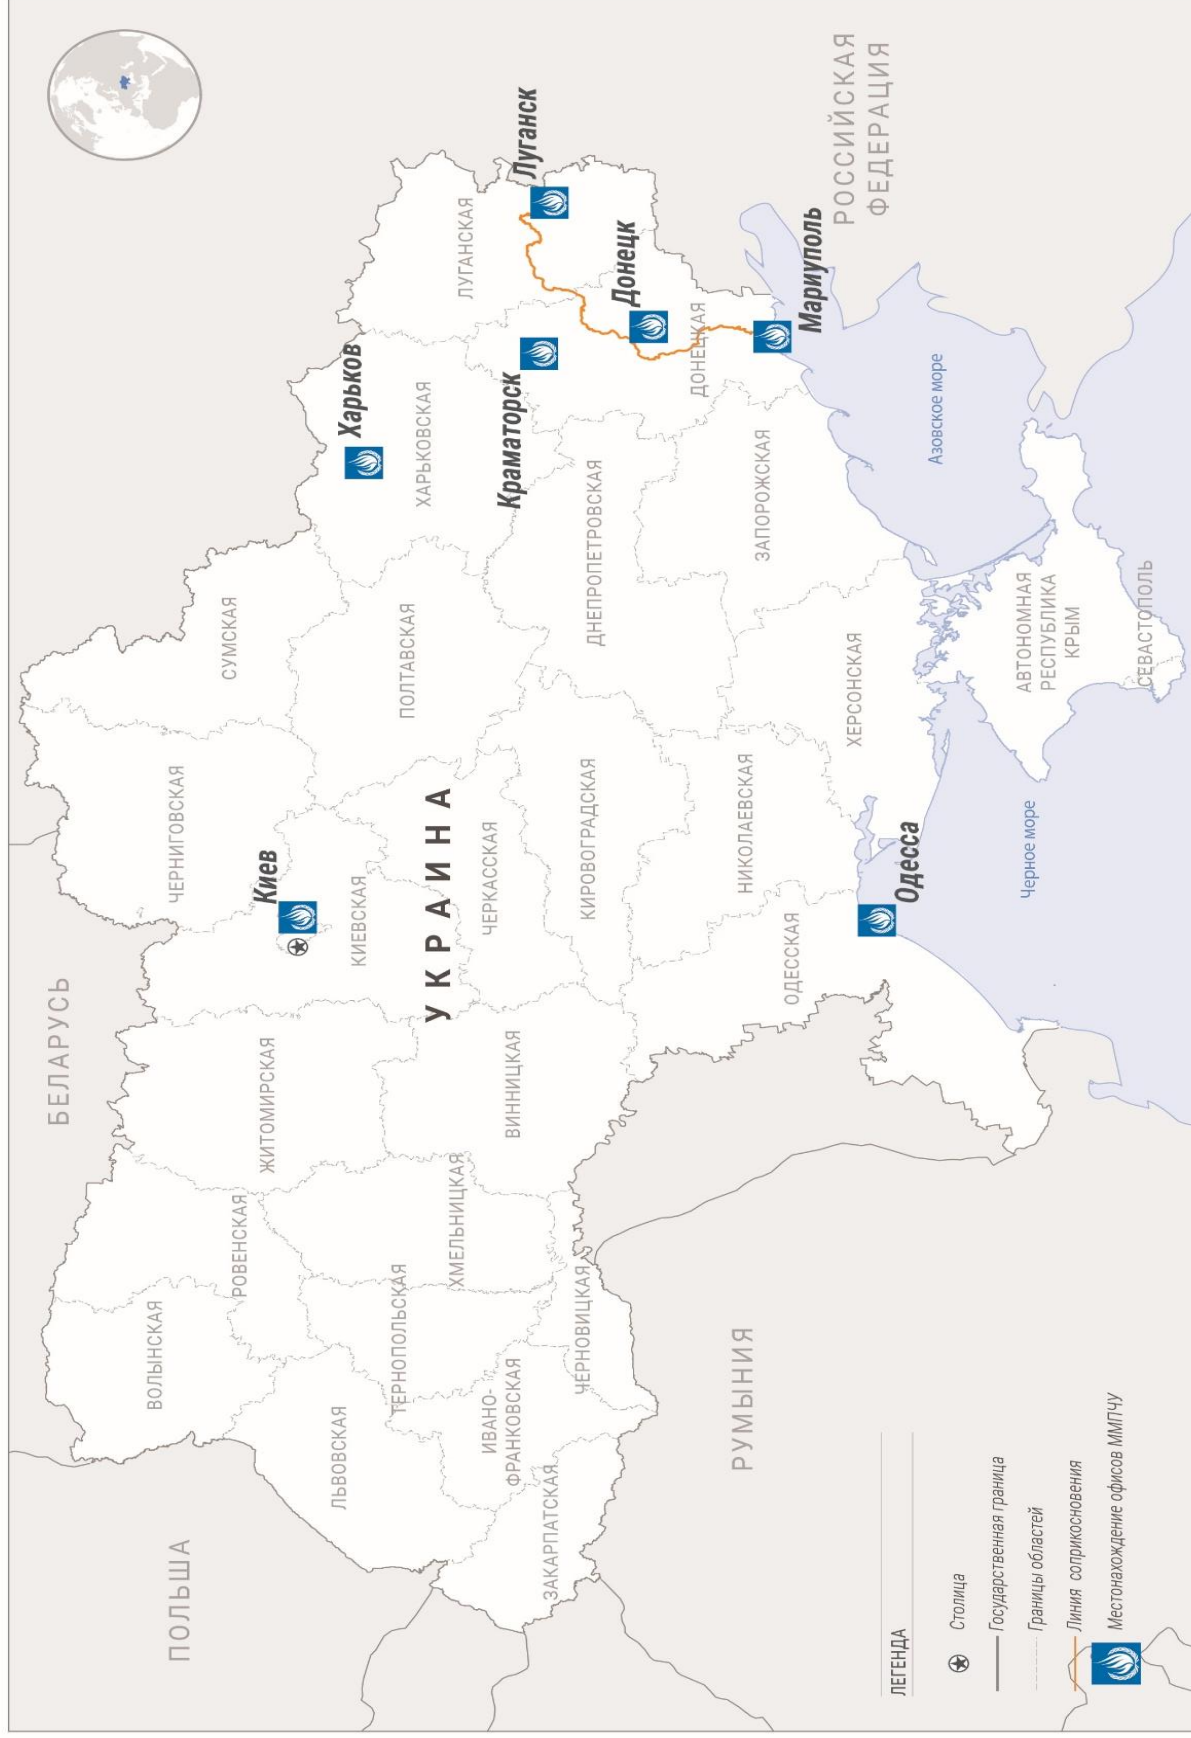 БЕЛАРУСЬ
ПОЛЬША
РУМЫНИЯ
РОССИЙСКАЯ
ФЕДЕРАЦИЯ
УКРАИНА
ВОЛЫНСКАЯ
РОВЕНСКАЯ
ЖИТОМИРСКАЯ
ЧЕРНИГОВСКАЯ
СУМСКАЯ
Киев
КИЕВСКАЯ
ЛЬВОВСКАЯ
ТЕРНОПОЛЬСКАЯ
ХМЕЛЬНИЦКАЯ
ИВАНО-
ФРАНКОВСКАЯ
ЗАКАРПАТСКАЯ
ЧЕРНОВИЦКАЯ
ВИННИЦКАЯ
ЧЕРКАССКАЯ
ПОЛТАВСКАЯ
Харьков
ХАРЬКОВСКАЯ
ЛУГАНСКАЯ
Луганск
Краматорск
Донецк
ДОНЕЦКАЯ
Мариуполь
КИРОВОГРАДСКАЯ
ДНЕПРОПЕТРОВСКАЯ
ЗАПОРОЖСКАЯ
НИКОЛАЕВСКАЯ
ОДЕССКАЯ
Одесса
ХЕРСОНСКАЯ
Азовское море
АВТОНОМНАЯ
РЕСПУБЛИКА
КРЫМ
СЕВАСТОПОЛЬ
Черное море
ЛЕГЕНДА
Столица
Государственная граница
Границы областей
Линия соприкосновения
Местонахождение офисов ММПЧУ